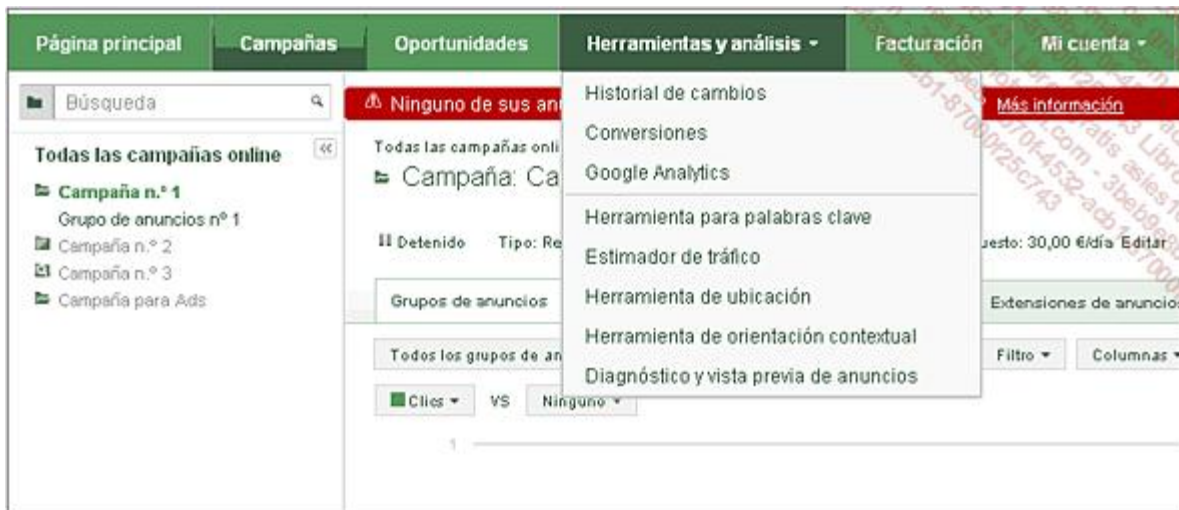 Página principal
Campañas
Oportunidades
Herramientas y análisis
Facturación
Mi cuenta
Búsqueda
Todas las campañas online
Campaña n.º 1
Grupo de anuncios nº 1
Campaña n.º 2
Campaña n.º 3
Campaña para Ads
Ninguno de sus an
Más información
Todas las campañas onli
Campaña: Ca
Detenido Tipo: Re
uesto: 30,00 €/día Editar
Grupos de anuncios
Extensiones de anuncio
Todos los grupos de an
Filtro
Columnas
Clics
VS
Ninguno
1
Historial de cambios
Conversiones
Google Analytics
Herramienta para palabras clave
Estimador de tráfico
Herramienta de ubicación
Herramienta de orientación contextual
Diagnóstico y vista previa de anuncios